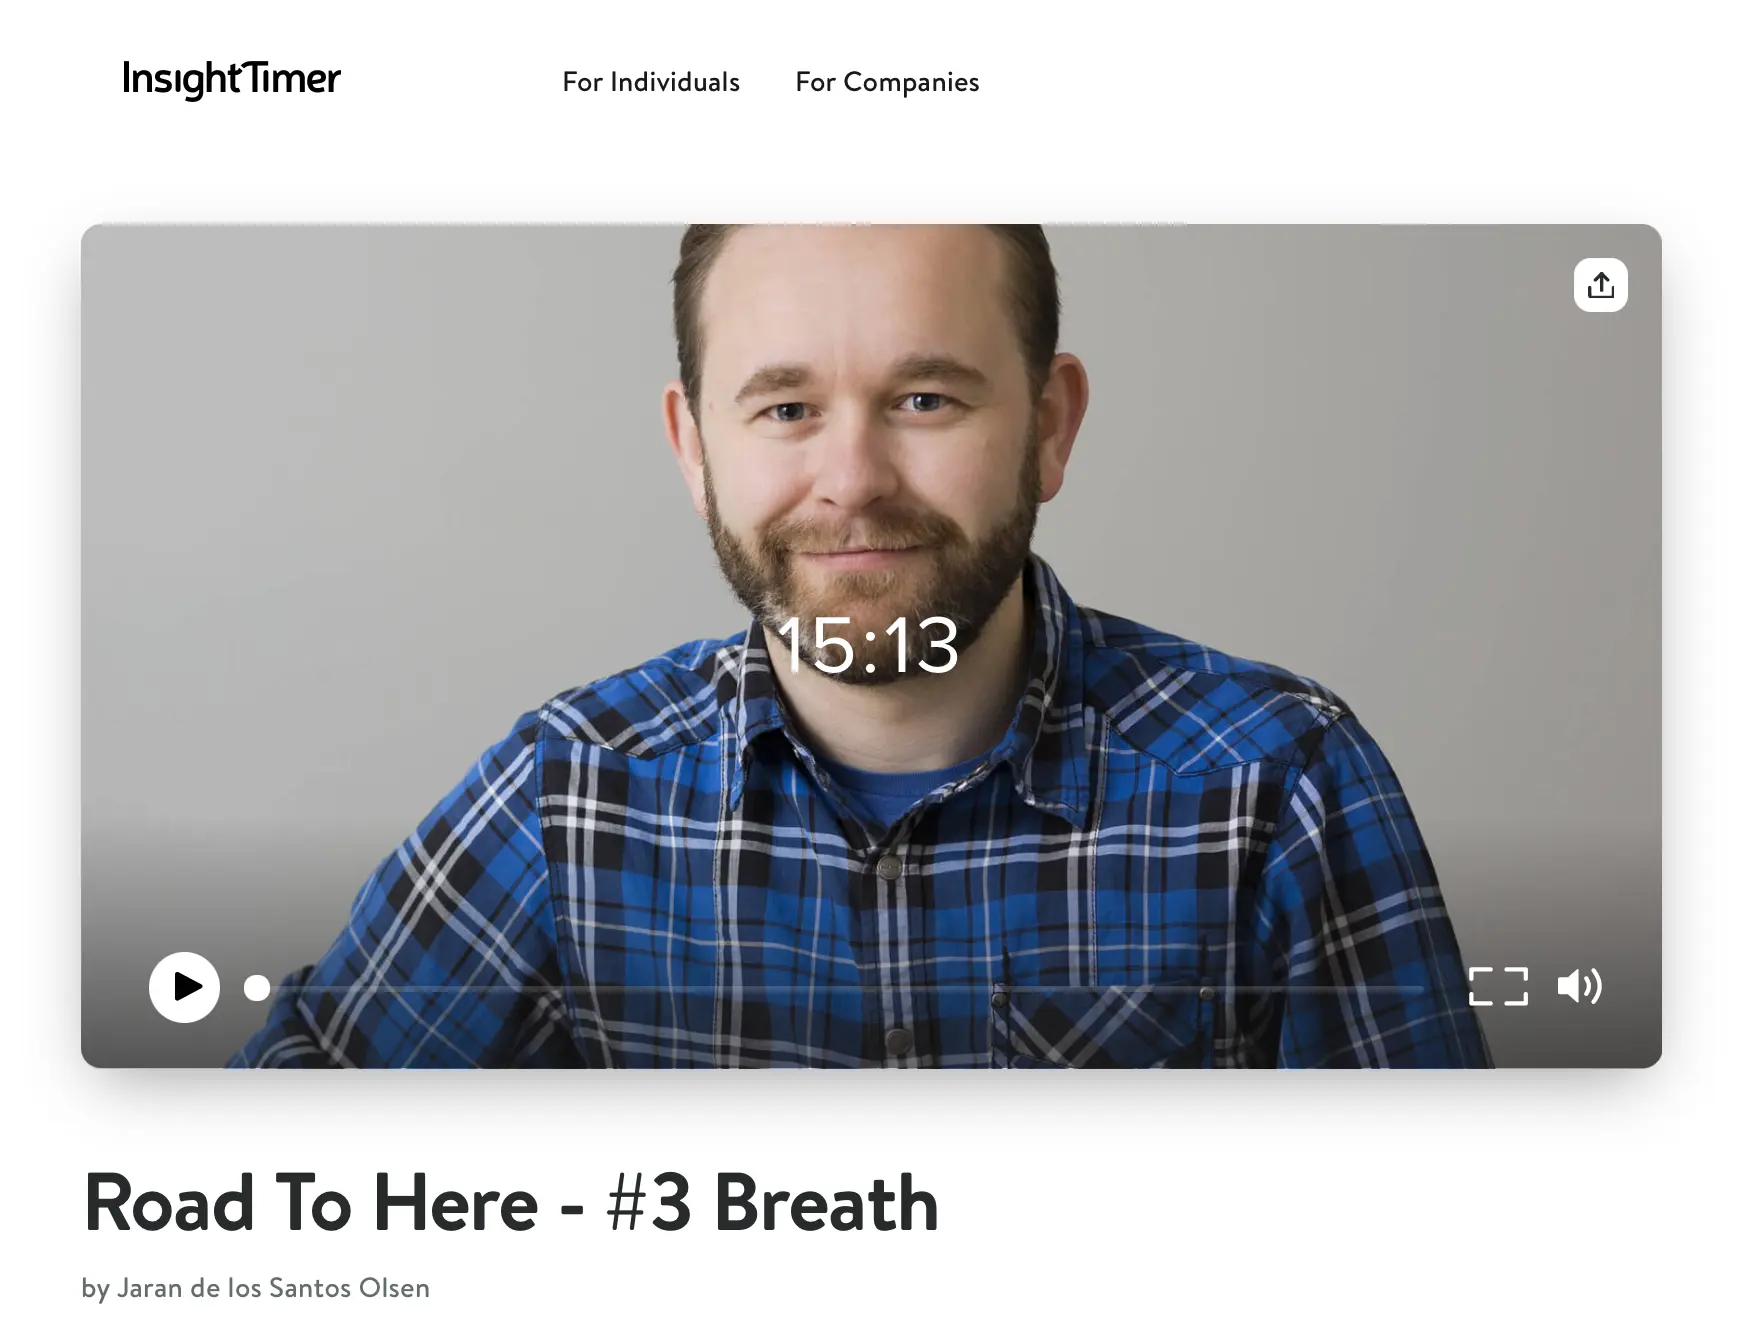 InsightTimer
For Individuals
For Companies
15:13
Road To Here - #3 Breath
by Jaran de los Santos Olsen